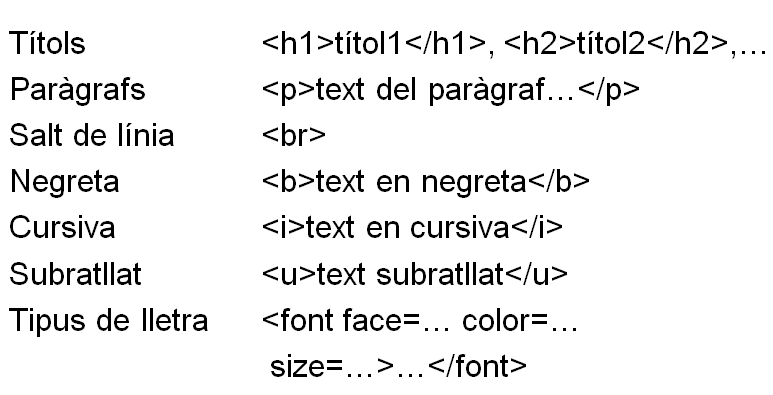 Títols <h1>títol1</h1>, <h2>títol2</h2>,…
Paràgrafs <p>text del paràgraf…</p>
Salt de línia <br>
Negreta <b>text en negreta</b>
Cursiva <i>text en cursiva</i>
Subratllat <u>text subratllat</u>
Tipus de lletra <font face=… color=…
size=…>…</font>